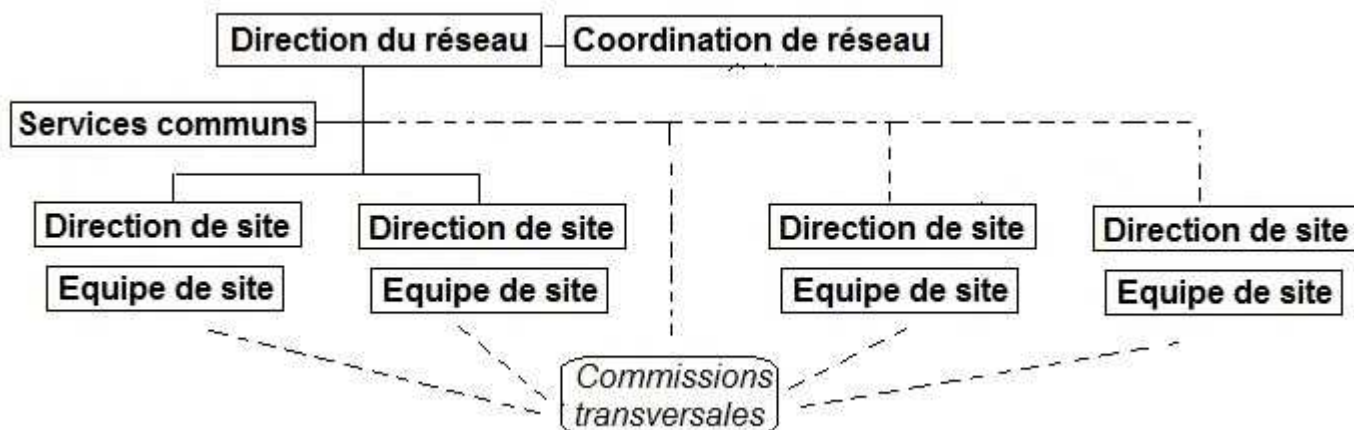 Direction du réseau
Coordination de réseau
Services communs
Direction de site
Direction de site
Direction de site
Direction de site
Equipe de site
Equipe de site
Equipe de site
Equipe de site
Commissions
transversales